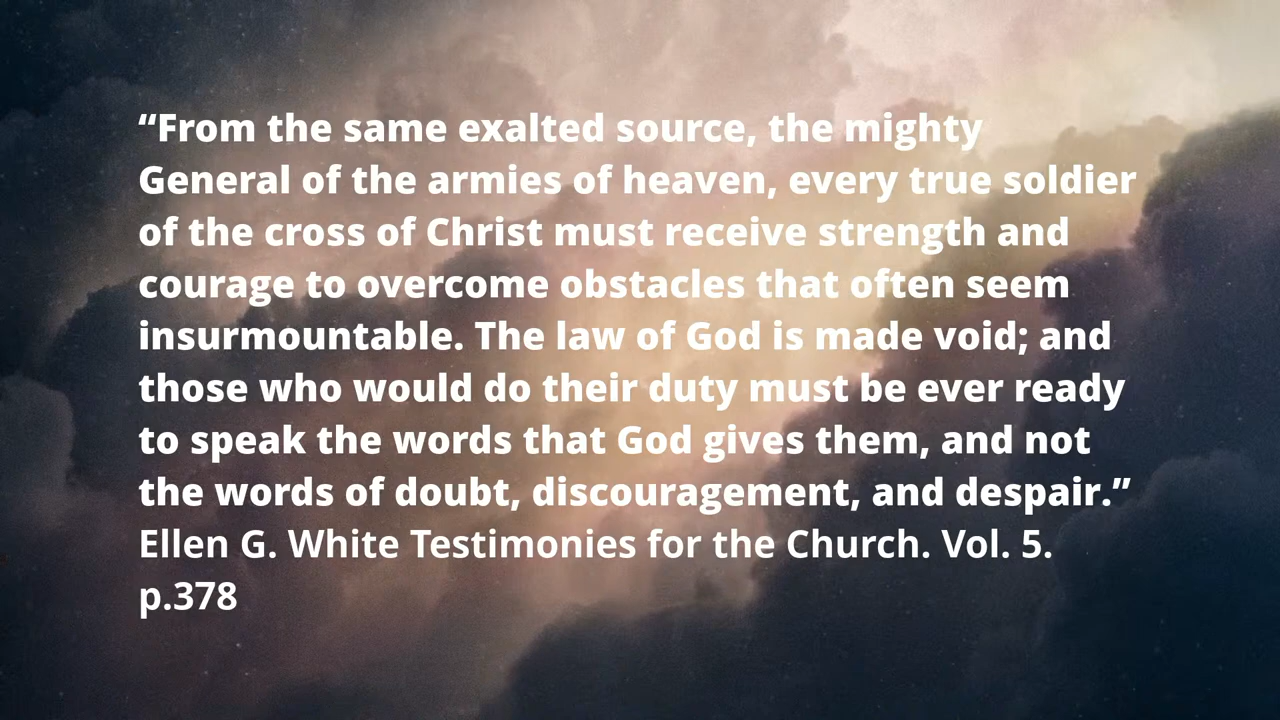 “From the same exalted source, the mighty
General of the armies of heaven, every true soldier
of the cross of Christ must receive strength and
courage to overcome obstacles that often seem
insurmountable. The law of God is made void; and
those who would do their duty must be ever ready
to speak the words that God gives them, and not
the words of doubt, discouragement, and despair.”
Ellen G. White Testimonies for the Church. Vol. 5.
p.378